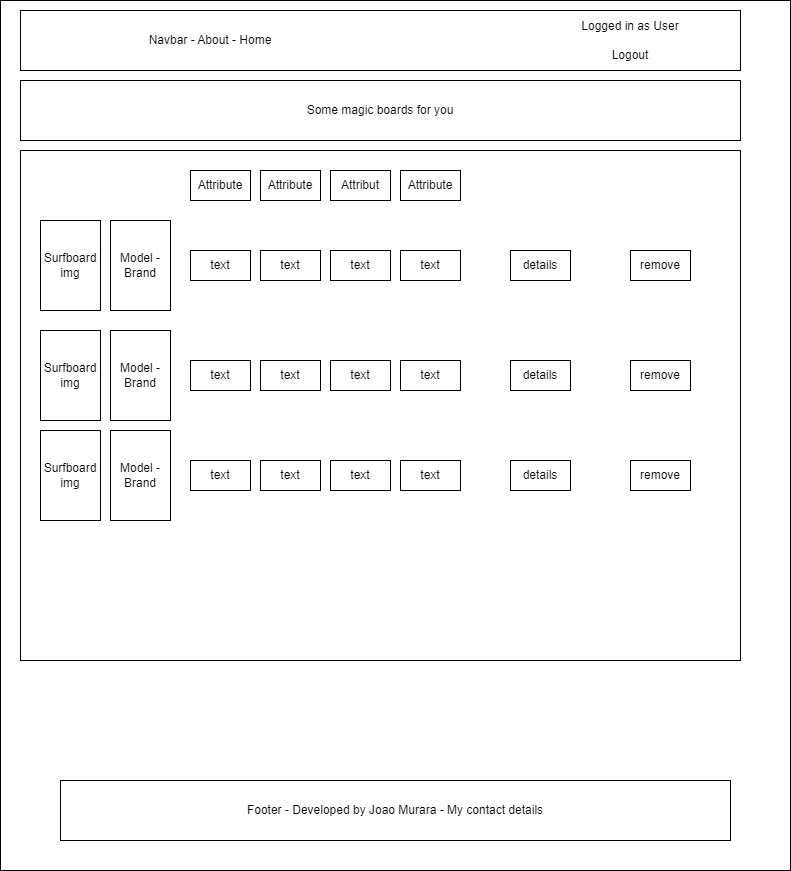 Navbar - About - Home
Logged in as User
Logout
Some magic boards for you
Attribute Attribute Attribut Attribute
Surfboard
img
Model -
Brand
text text text text details remove
Surfboard
img
Model -
Brand
text text text text details remove
Surfboard
img
Model -
Brand
text text text text details remove
Footer - Developed by Joao Murara - My contact details